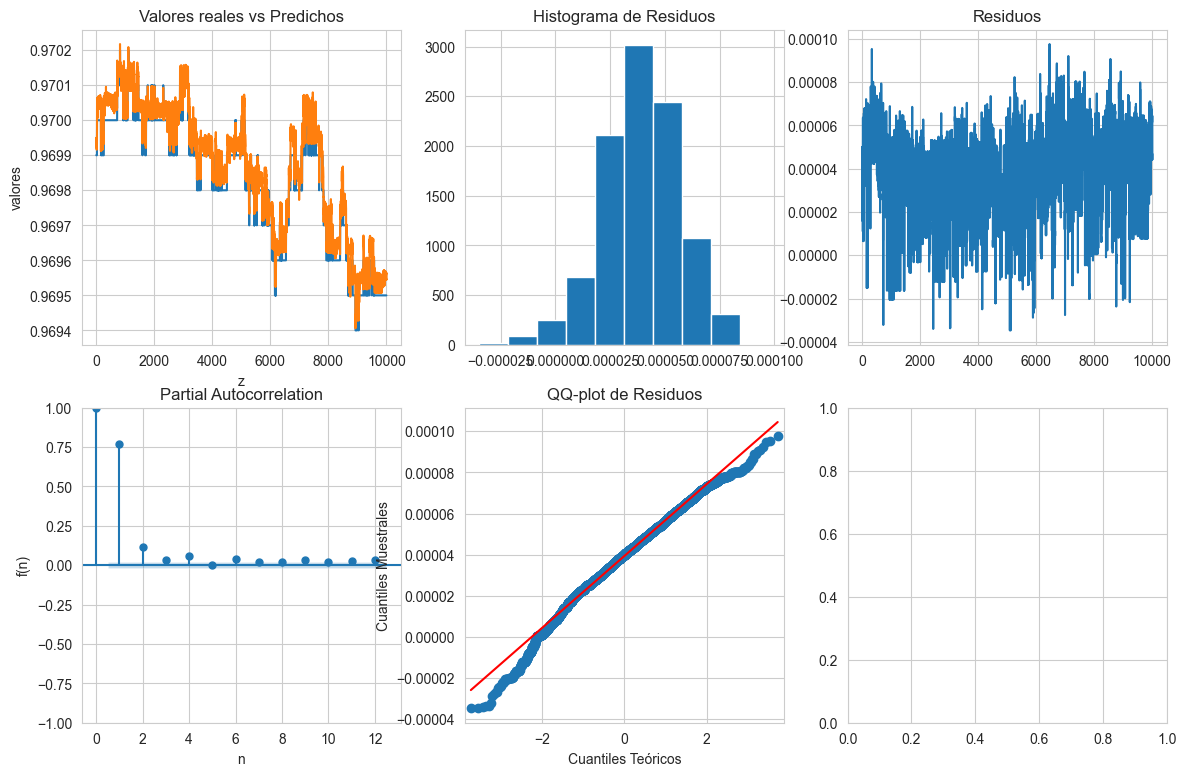 Valores reales vs Predichos
0.9702
0.9701
0.9700
0.9699
0.9698
0.9697
0.9696
0.9695
0.9694
valores
0 2000 4000 6000 8000 10000
z
Histograma de Residuos
3000
2500
2000
1500
1000
500
0
−0.000025 0.000000 0.000025 0.000050 0.000075 0.000100
Residuos
0.00010
0.00008
0.00006
0.00004
0.00002
0.00000
−0.00002
−0.00004
0 2000 4000 6000 8000 10000
Partial Autocorrelation
1.00
0.75
0.50
0.25
0.00
−0.25
−0.50
−0.75
−1.00
f(n)
0 2 4 6 8 10 12
n
QQ-plot de Residuos
0.00010
0.00008
0.00006
0.00004
0.00002
0.00000
−0.00002
−0.00004
Cuantiles Muestrales
−2 0 2
Cuantiles Teóricos
1.0
0.8
0.6
0.4
0.2
0.0
0.0 0.2 0.4 0.6 0.8 1.0